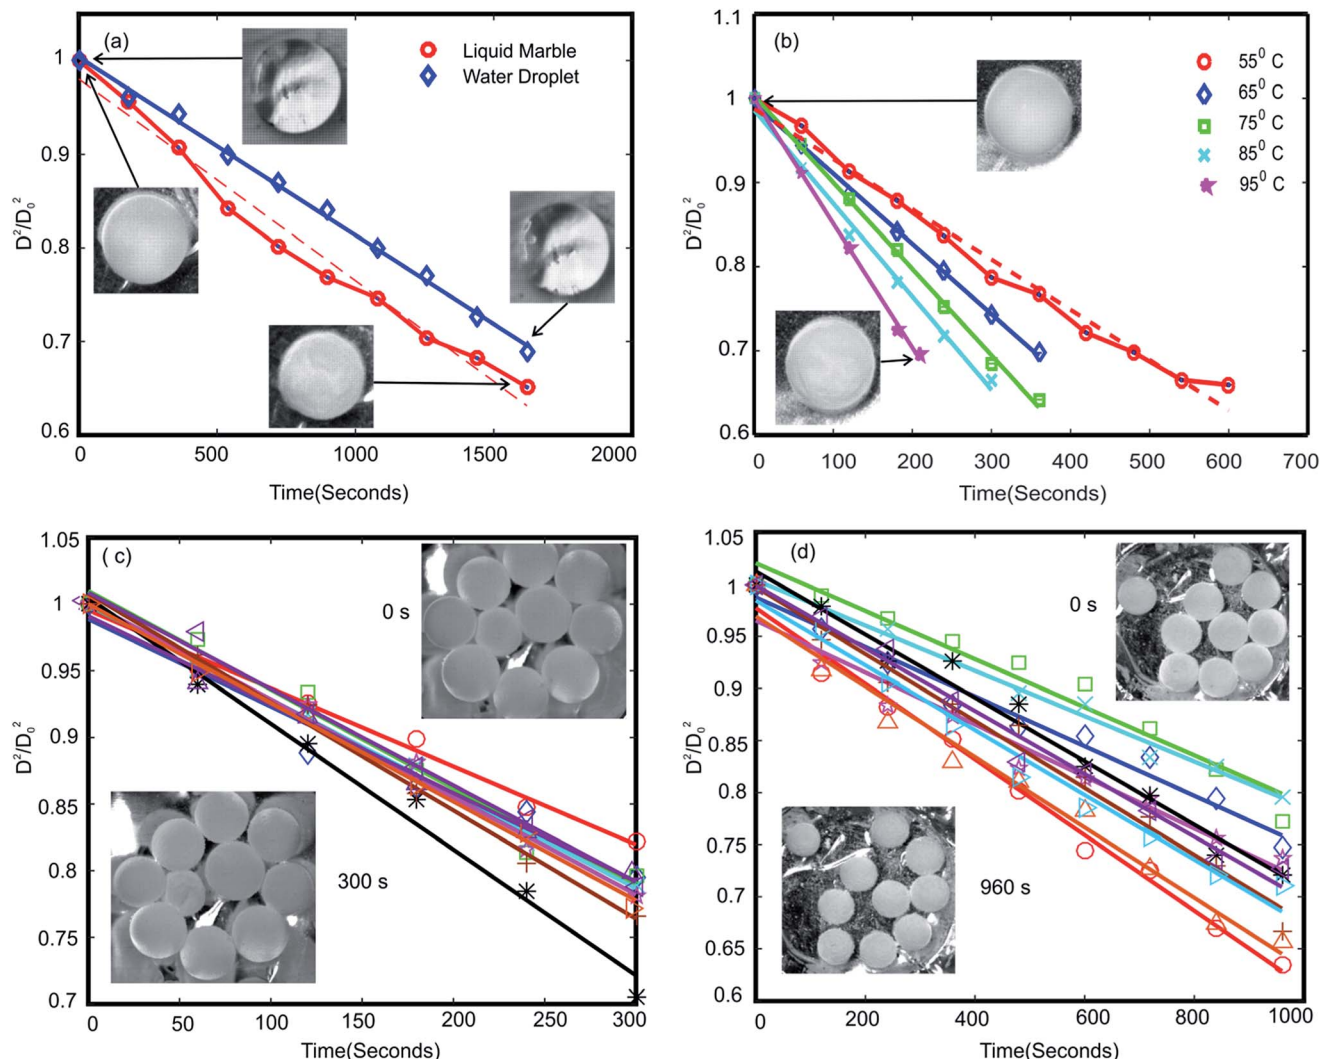 (a)
Liquid Marble
Water Droplet
1
0.9
0.8
0.7
0.6
D²/D₀²
0
500
1000
1500
2000
Time(Seconds)
(b)
55⁰ C
65⁰ C
75⁰ C
85⁰ C
95⁰ C
1.1
1
0.9
0.8
0.7
0.6
D²/D₀²
0
100
200
300
400
500
600
700
Time(Seconds)
( c)
0 s
300 s
1.05
1
0.95
0.9
0.85
0.8
0.75
0.7
D²/D₀²
0
50
100
150
200
250
300
Time(Seconds)
(d)
0 s
960 s
1.05
1
0.95
0.9
0.85
0.8
0.75
0.7
0.65
0.6
D²/D₀²
0
200
400
600
800
1000
Time(Seconds)